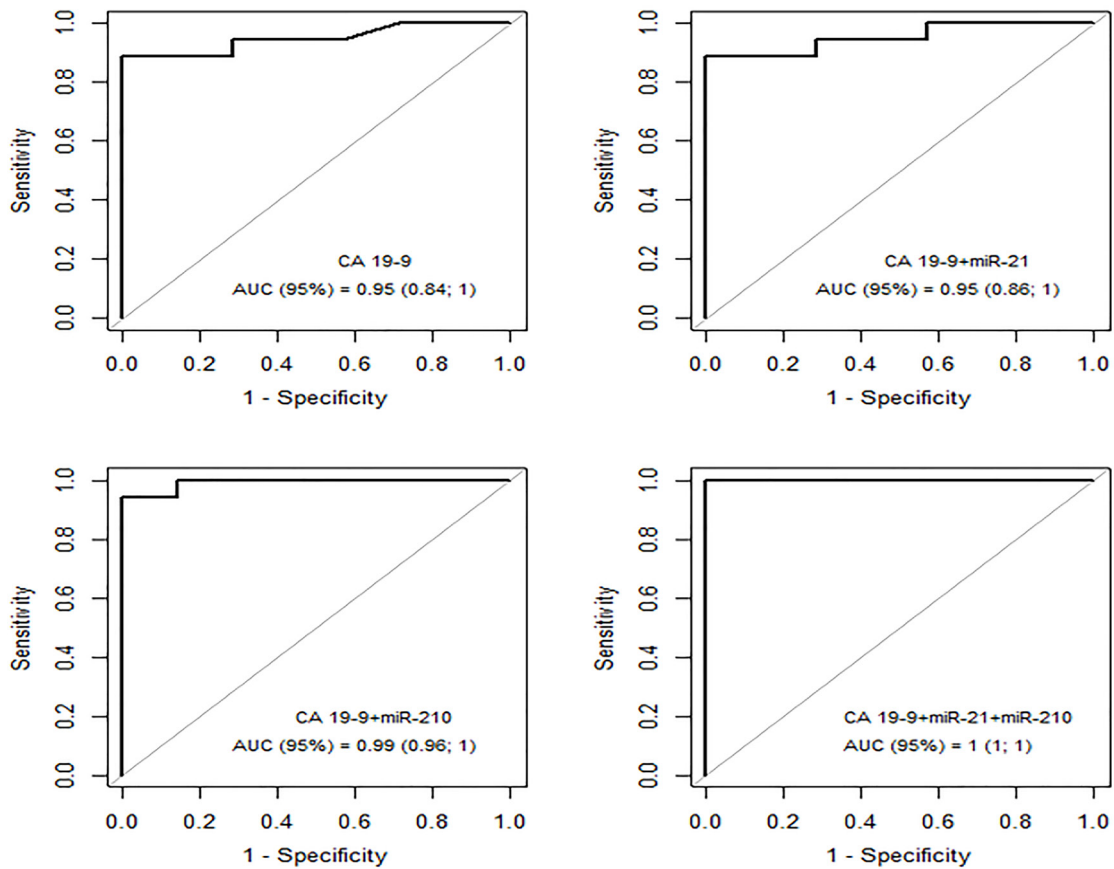 1.0
0.8
0.6
0.4
0.2
0.0
Sensitivity
CA 19-9
AUC (95%) = 0.95 (0.84; 1)
0.0 0.2 0.4 0.6 0.8 1.0
1 - Specificity
1.0
0.8
0.6
0.4
0.2
0.0
Sensitivity
CA 19-9+miR-21
AUC (95%) = 0.95 (0.86; 1)
0.0 0.2 0.4 0.6 0.8 1.0
1 - Specificity
1.0
0.8
0.6
0.4
0.2
0.0
Sensitivity
CA 19-9+miR-210
AUC (95%) = 0.99 (0.96; 1)
0.0 0.2 0.4 0.6 0.8 1.0
1 - Specificity
1.0
0.8
0.6
0.4
0.2
0.0
Sensitivity
CA 19-9+miR-21+miR-210
AUC (95%) = 1 (1; 1)
0.0 0.2 0.4 0.6 0.8 1.0
1 - Specificity